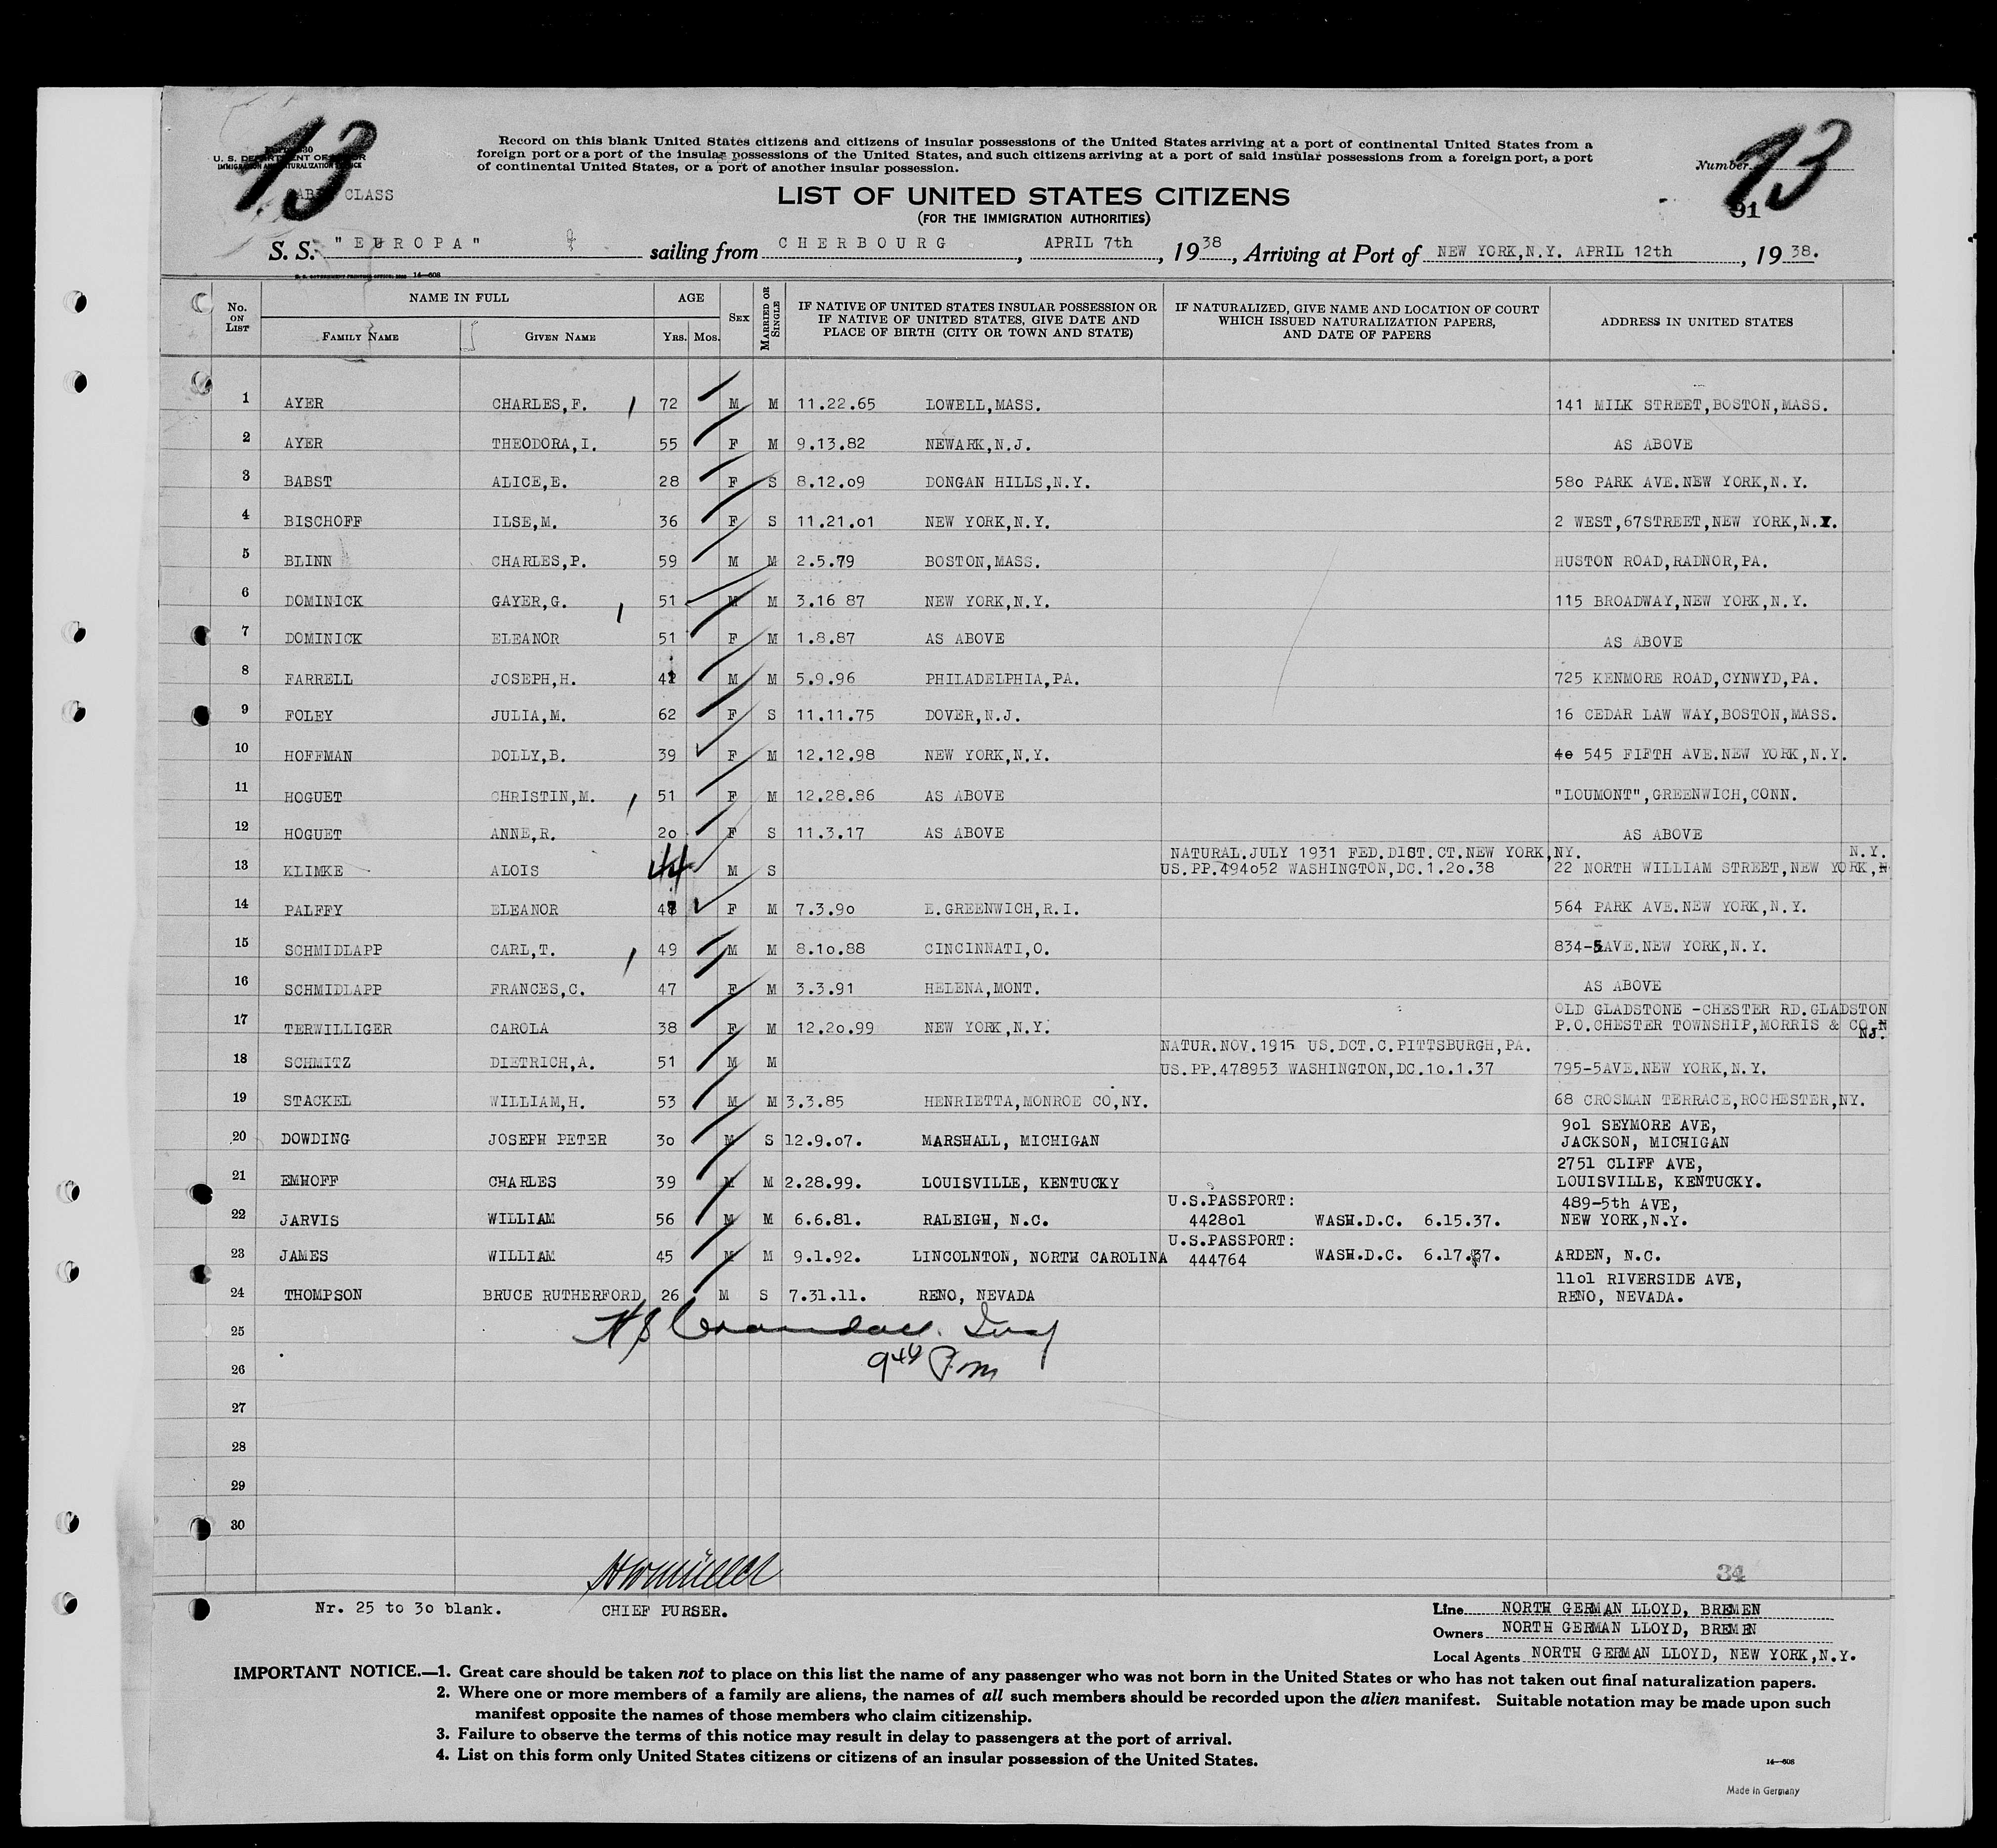 13
13
U. S. DEPARTMENT OF LABOR
IMMIGRATION AND NATURALIZATION SERVICE
CLASS
Record on this blank United States citizens and citizens of insular possessions of the United States arriving at a port of continental United States from a
foreign port or a port of the insular possessions of the United States, and such citizens arriving at a port of said insular possessions from a foreign port, a port
of continental United States, or a port of another insular possession.
Number
91
LIST OF UNITED STATES CITIZENS
(FOR THE IMMIGRATION AUTHORITIES)
S. S. "EUROPA" sailing from CHERBOURG, APRIL 7th, 1938, Arriving at Port of NEW YORK,N.Y. APRIL 12th, 1938.
14—608
No. ON LIST NAME IN FULL FAMILY NAME GIVEN NAME AGE YRS. MOS. SEX MARRIED OR SINGLE IF NATIVE OF UNITED STATES INSULAR POSSESSION OR IF NATIVE OF UNITED STATES, GIVE DATE AND PLACE OF BIRTH (CITY OR TOWN AND STATE) IF NATURALIZED, GIVE NAME AND LOCATION OF COURT WHICH ISSUED NATURALIZATION PAPERS, AND DATE OF PAPERS ADDRESS IN UNITED STATES
1 AYER CHARLES,F. 72 M M 11.22.65 LOWELL,MASS. 141 MILK STREET,BOSTON,MASS.
2 AYER THEODORA,I. 55 F M 9.13.82 NEWARK,N.J. AS ABOVE
3 BABST ALICE,E. 28 F S 8.12.09 DONGAN HILLS,N.Y. 580 PARK AVE.NEW YORK,N.Y.
4 BISCHOFF ILSE,M. 36 F S 11.21.01 NEW YORK,N.Y. 2 WEST,67STREET,NEW YORK,N.Y.
5 BLINN CHARLES,P. 59 M M 2.5.79 BOSTON,MASS. HUSTON ROAD,RADNOR,PA.
6 DOMINICK GAYER,G. 51 M M 3.16 87 NEW YORK,N.Y. 115 BROADWAY,NEW YORK,N.Y.
7 DOMINICK ELEANOR 51 F M 1.8.87 AS ABOVE AS ABOVE
8 FARRELL JOSEPH,H. M M 5.9.96 PHILADELPHIA,PA. 725 KENMORE ROAD,CYNWYD,PA.
9 FOLEY JULIA,M. 62 F S 11.11.75 DOVER,N.J. 16 CEDAR LAW WAY,BOSTON,MASS.
10 HOFFMAN DOLLY,B. 39 F M 12.12.98 NEW YORK,N.Y. 40 545 FIFTH AVE.NEW YORK,N.Y.
11 HOGUET CHRISTIN,M. 51 F M 12.28.86 AS ABOVE "LOUMONT",GREENWICH,CONN.
12 HOGUET ANNE,R. 20 F S 11.3.17 AS ABOVE AS ABOVE
NATURAL.JULY 1931 FED.DIST.CT.NEW YORK,NY. N.Y.
13 KLIMKE ALOIS 44 M S US.PP.494052 WASHINGTON,DC.1.20.38 22 NORTH WILLIAM STREET,NEW YORK,N
14 PALFFY ELEANOR F M 7.3.90 E.GREENWICH,R.I. 564 PARK AVE.NEW YORK,N.Y.
15 SCHMIDLAPP CARL,T. 49 M M 8.10.88 CINCINNATI,O. 834-5AVE.NEW YORK,N.Y.
16 SCHMIDLAPP FRANCES,C. 47 F M 3.3.91 HELENA,MONT. AS ABOVE
OLD GLADSTONE -CHESTER RD.GLADSTON
17 TERWILLIGER CAROLA 38 F M 12.20.99 NEW YORK,N.Y. P.O.CHESTER TOWNSHIP,MORRIS & CO.N
NJ.
NATUR.NOV.1915 US.DCT.C.PITTSBURGH,PA.
18 SCHMITZ DIETRICH,A. 51 M M US.PP.478953 WASHINGTON,DC.10.1.37 795-5AVE.NEW YORK,N.Y.
19 STACKEL WILLIAM,H. 53 M M 3.3.85 HENRIETTA,MONROE CO,NY. 68 CROSMAN TERRACE,ROCHESTER,NY.
901 SEYMORE AVE,
20 DOWDING JOSEPH PETER 30 M S 12.9.07. MARSHALL, MICHIGAN JACKSON, MICHIGAN
2751 CLIFF AVE,
21 EMHOFF CHARLES 39 M M 2.28.99. LOUISVILLE, KENTUCKY LOUISVILLE, KENTUCKY.
U.S.PASSPORT: 489-5th AVE,
22 JARVIS WILLIAM 56 M M 6.6.81. RALEIGH, N.C. 442801 WASH.D.C. 6.15.37. NEW YORK,N.Y.
U.S.PASSPORT:
23 JAMES WILLIAM 45 M M 9.1.92. LINCOLNTON, NORTH CAROLINA 444764 WASH.D.C. 6.17.37. ARDEN, N.C.
1101 RIVERSIDE AVE,
24 THOMPSON BRUCE RUTHERFORD 26 M S 7.31.11. RENO, NEVADA RENO, NEVADA.
25
26
27
28
29
30
34
Nr. 25 to 30 blank.
CHIEF PURSER.
Line NORTH GERMAN LLOYD, BREMEN
Owners NORTH GERMAN LLOYD, BREMEN
Local Agents NORTH GERMAN LLOYD, NEW YORK,N.Y.
IMPORTANT NOTICE.—1. Great care should be taken not to place on this list the name of any passenger who was not born in the United States or who has not taken out final naturalization papers.
2. Where one or more members of a family are aliens, the names of all such members should be recorded upon the alien manifest. Suitable notation may be made upon such
manifest opposite the names of those members who claim citizenship.
3. Failure to observe the terms of this notice may result in delay to passengers at the port of arrival.
4. List on this form only United States citizens or citizens of an insular possession of the United States.
14—608
Made in Germany